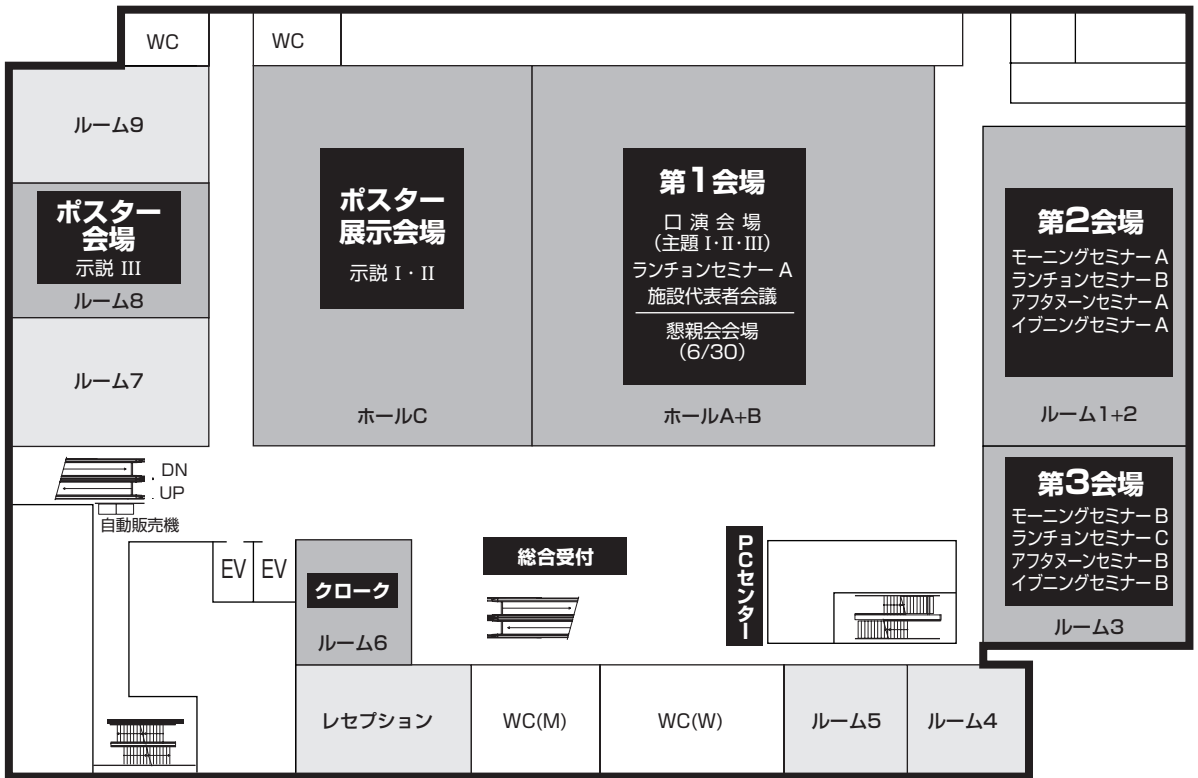 WC
WC
ルーム9
ポスター
会場
示説 III
ルーム8
ルーム7
ポスター
展示会場
示説 I・II
ホールC
第1会場
口 演 会 場
(主題 I・II・III)
ランチョンセミナー A
施設代表者会議
懇親会会場
(6/30)
ホールA+B
第2会場
モーニングセミナー A
ランチョンセミナー B
アフタヌーンセミナー A
イブニングセミナー A
ルーム1+2
第3会場
モーニングセミナー B
ランチョンセミナー C
アフタヌーンセミナー B
イブニングセミナー B
ルーム3
DN
UP
自動販売機
EV
EV
クローク
ルーム6
総合受付
PCセンター
レセプション
WC(M)
WC(W)
ルーム5
ルーム4